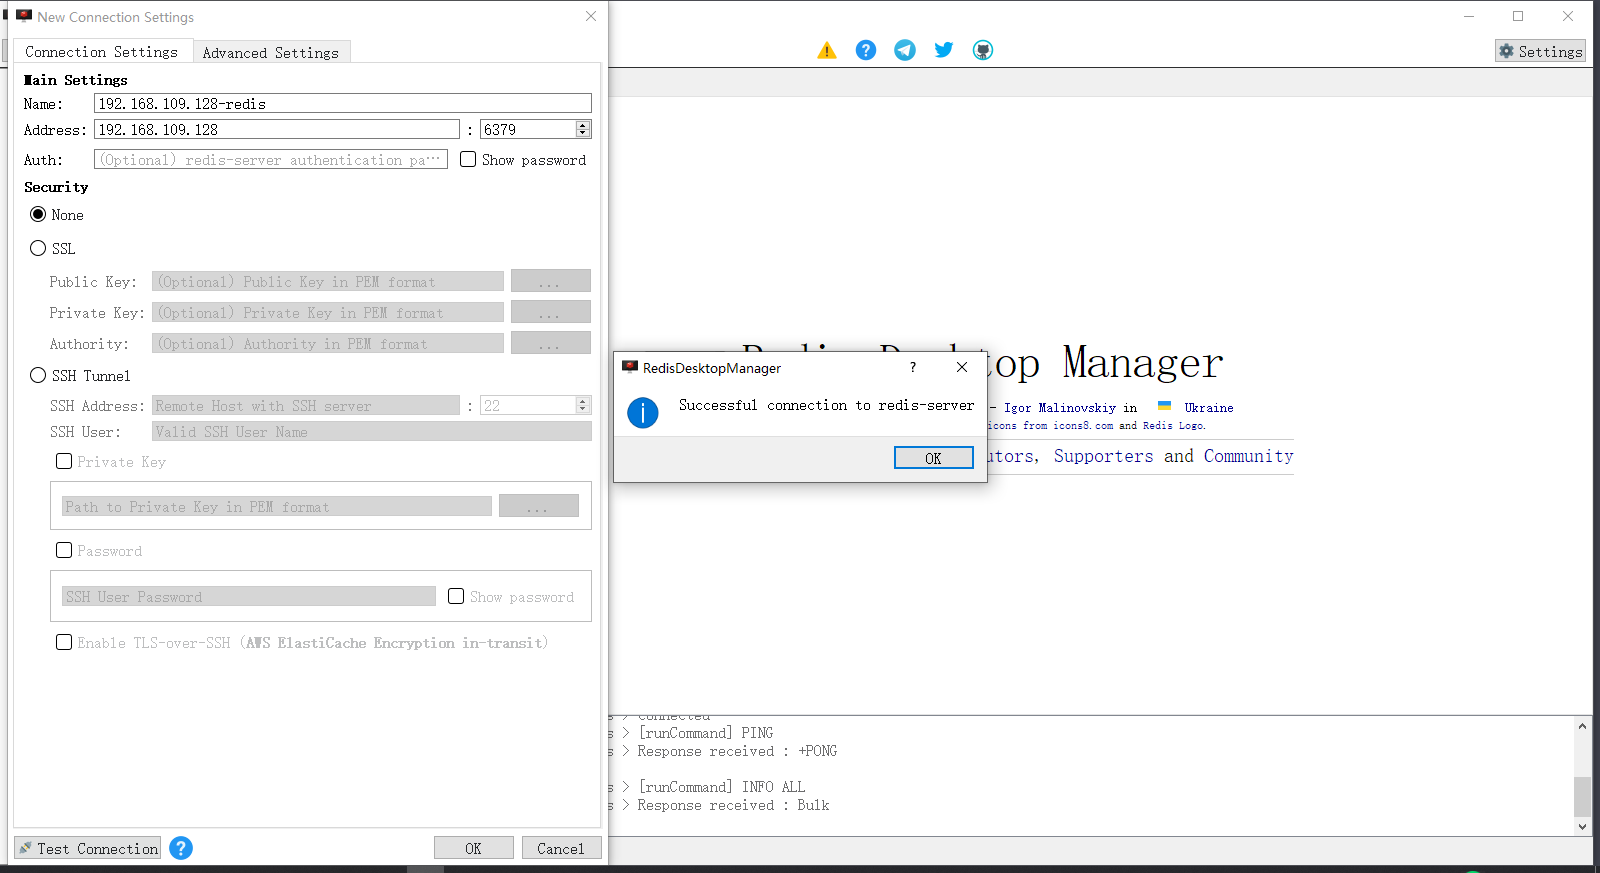 New Connection Settings
Connection Settings
Advanced Settings
Settings
Main Settings
Name: 192.168.109.128-redis
Address: 192.168.109.128 : 6379
Auth: (Optional) redis-server authentication pa··· Show password
Security
None
SSL
Public Key: (Optional) Public Key in PEM format ...
Private Key: (Optional) Private Key in PEM format ...
Authority: (Optional) Authority in PEM format ...
SSH Tunnel
SSH Address: Remote Host with SSH server : 22
SSH User: Valid SSH User Name
Private Key
Path to Private Key in PEM format ...
Password
SSH User Password Show password
Enable TLS-over-SSH (AWS ElastiCache Encryption in-transit)
Test Connection ?
OK
Cancel
Redis Desktop Manager
- Igor Malinovskiy in Ukraine
icons from icons8.com and Redis Logo.
utors, Supporters and Community
RedisDesktopManager ?
Successful connection to redis-server
OK
s > Connected
s > [runCommand] PING
s > Response received : +PONG
s > [runCommand] INFO ALL
s > Response received : Bulk